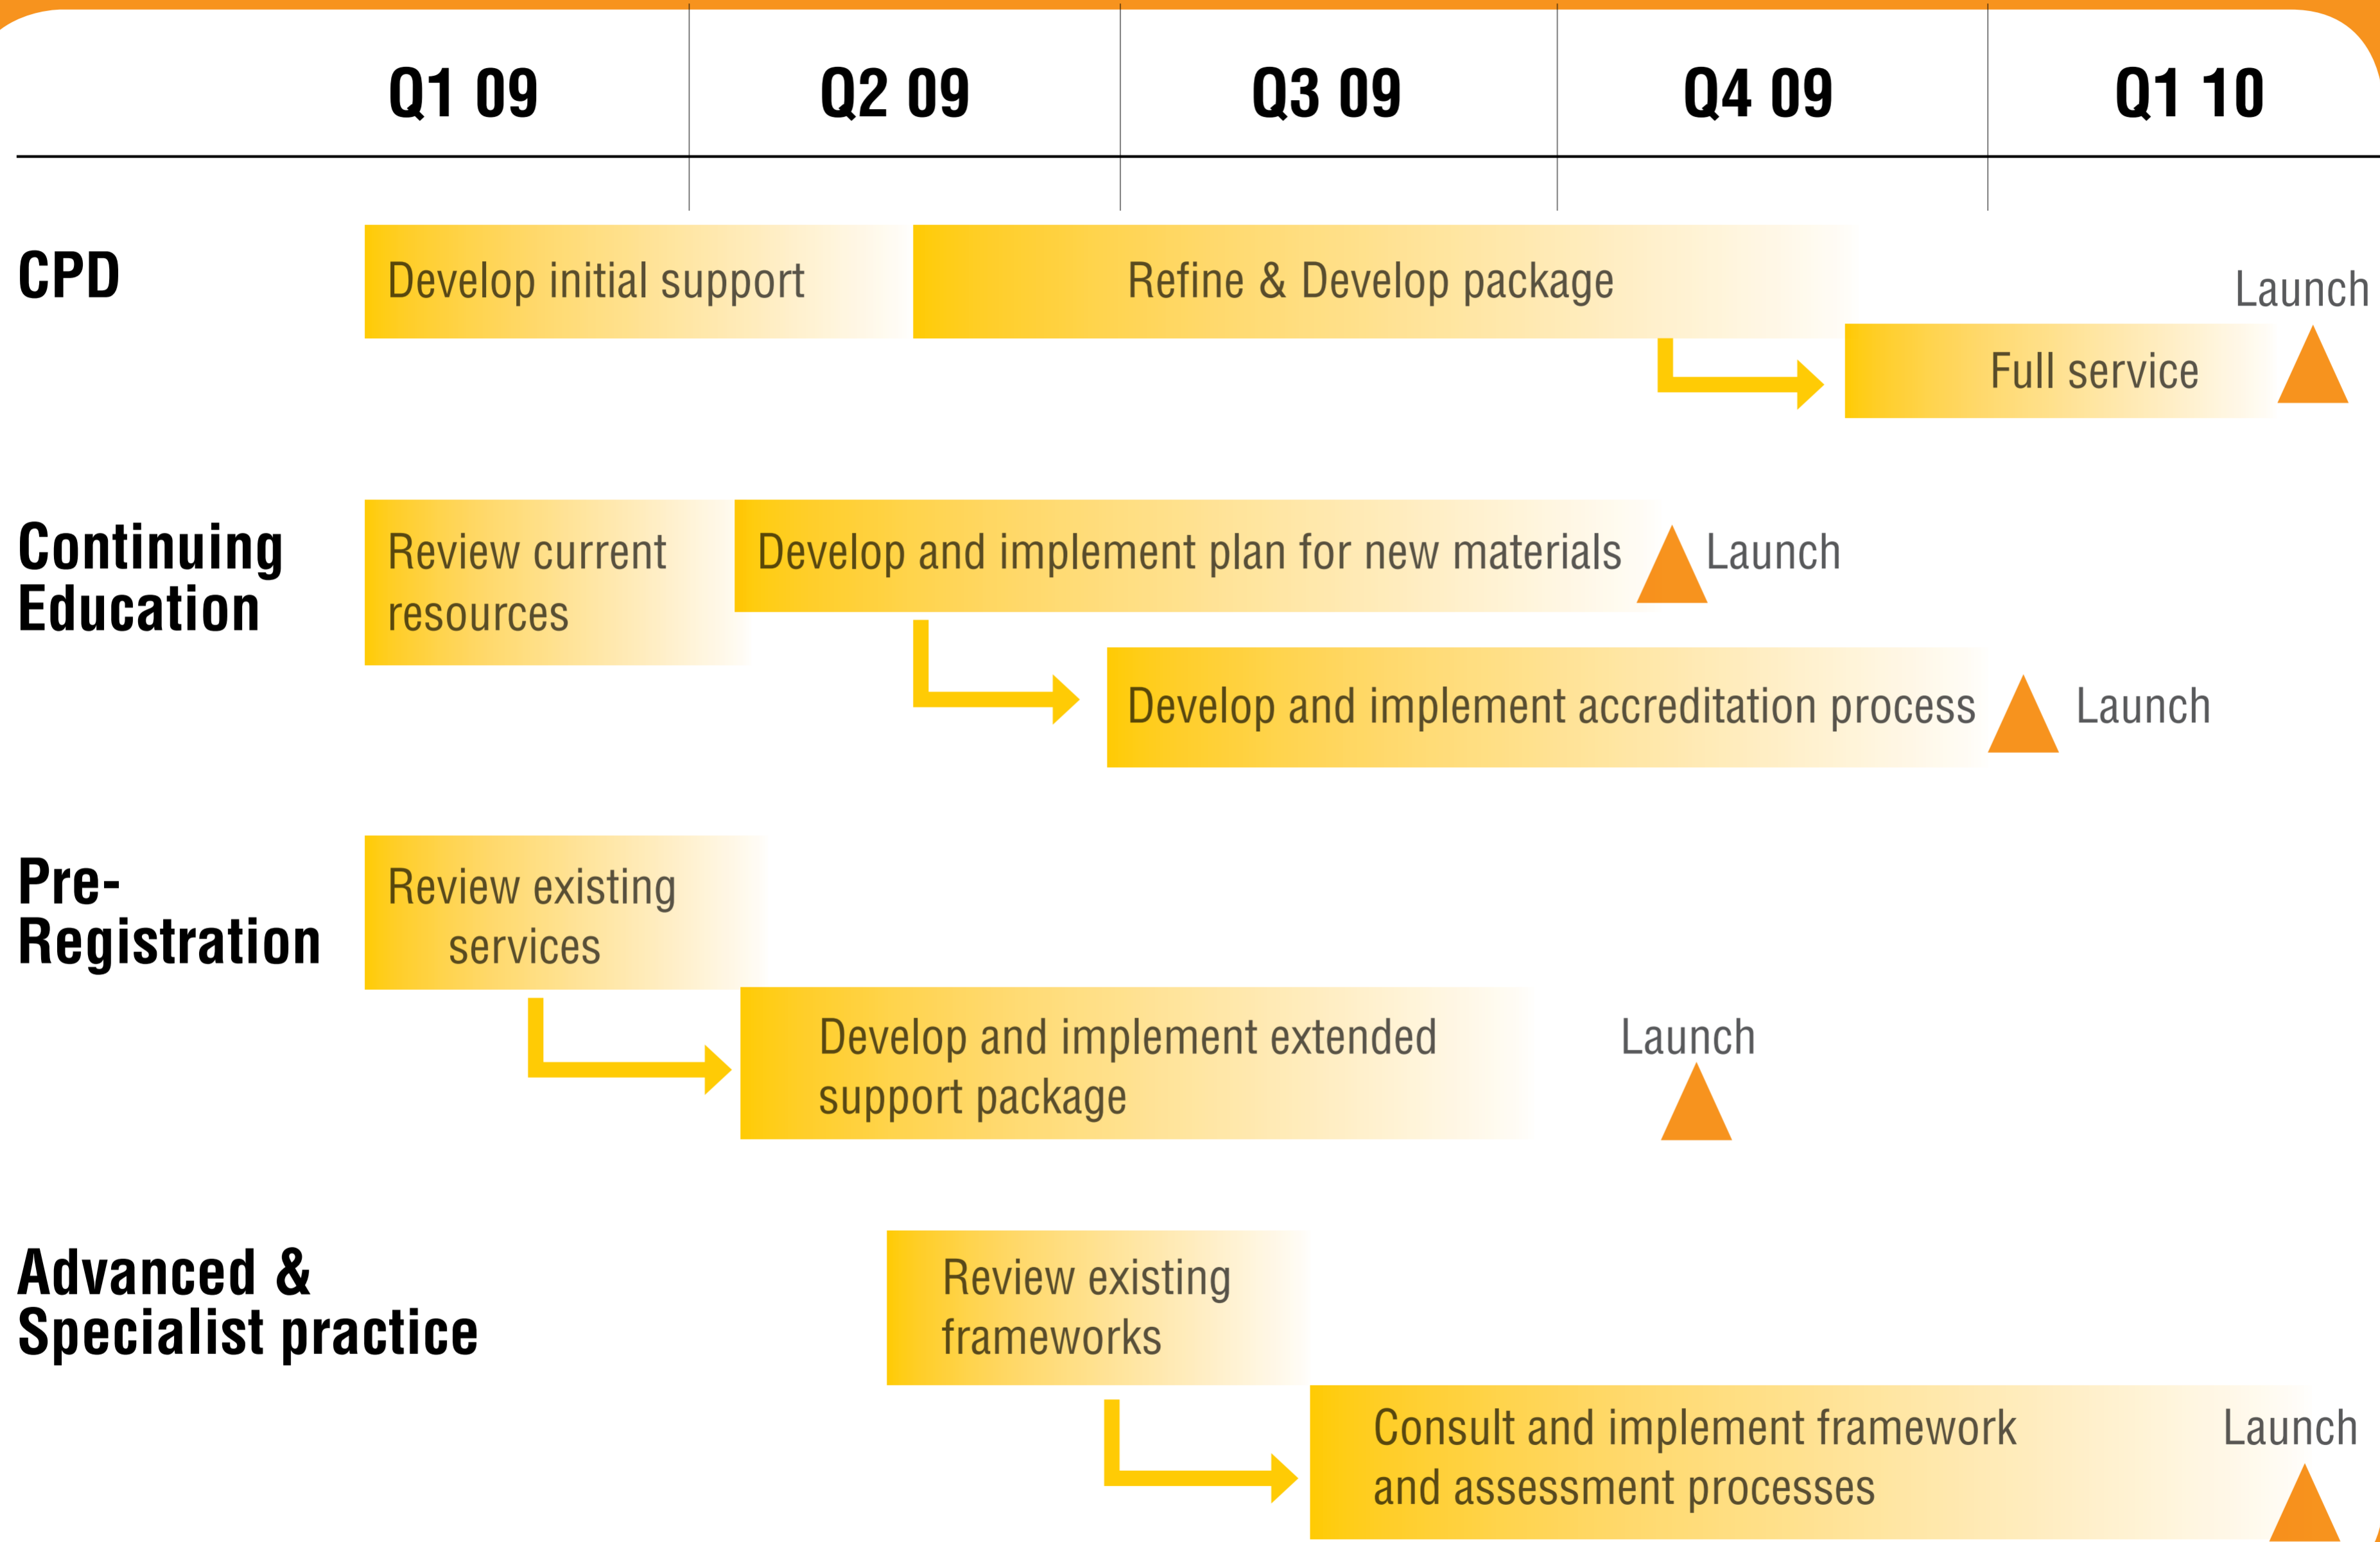 Q1 09
Q2 09
Q3 09
Q4 09
Q1 10
CPD
Develop initial support
Refine & Develop package
Launch
Full service
Continuing
Education
Review current
resources
Develop and implement plan for new materials
Launch
Develop and implement accreditation process
Launch
Pre-
Registration
Review existing
services
Develop and implement extended
support package
Launch
Advanced &
Specialist practice
Review existing
frameworks
Consult and implement framework
and assessment processes
Launch